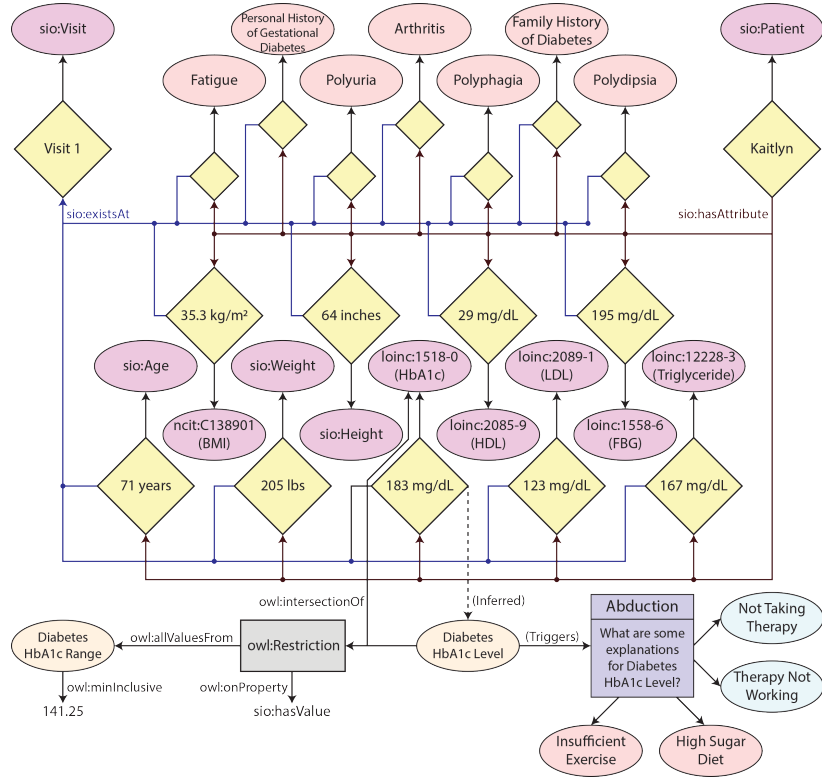 sio:Visit
Personal History
of Gestational
Diabetes
Arthritis
Family History
of Diabetes
sio:Patient
Fatigue
Polyuria
Polyphagia
Polydipsia
Visit 1
Kaitlyn
sio:existsAt
sio:hasAttribute
35.3 kg/m²
64 inches
29 mg/dL
195 mg/dL
sio:Age
sio:Weight
loinc:1518-0
(HbA1c)
loinc:2089-1
(LDL)
loinc:12228-3
(Triglyceride)
ncit:C138901
(BMI)
sio:Height
loinc:2085-9
(HDL)
loinc:1558-6
(FBG)
71 years
205 lbs
183 mg/dL
123 mg/dL
167 mg/dL
owl:intersectionOf
(Inferred)
Diabetes
HbA1c Range
owl:allValuesFrom
owl:Restriction
Diabetes
HbA1c Level
(Triggers)
Abduction
What are some
explanations
for Diabetes
HbA1c Level?
Not Taking
Therapy
Therapy Not
Working
owl:minInclusive
owl:onProperty
141.25
sio:hasValue
Insufficient
Exercise
High Sugar
Diet